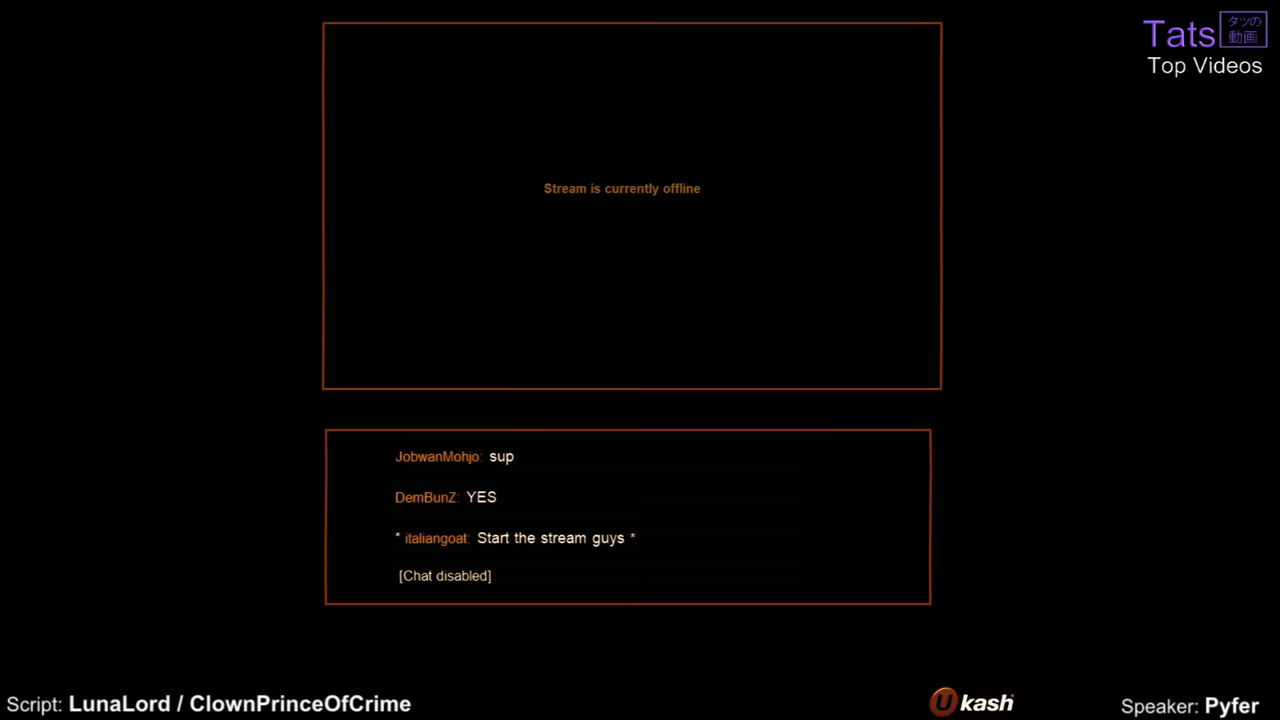 Tats タツの動画
Top Videos
Stream is currently offline
JobwanMohjo: sup
DemBunZ: YES
* italiangoat: Start the stream guys *
[Chat disabled]
Script: LunaLord / ClownPrinceOfCrime
Ukash
Speaker: Pyfer